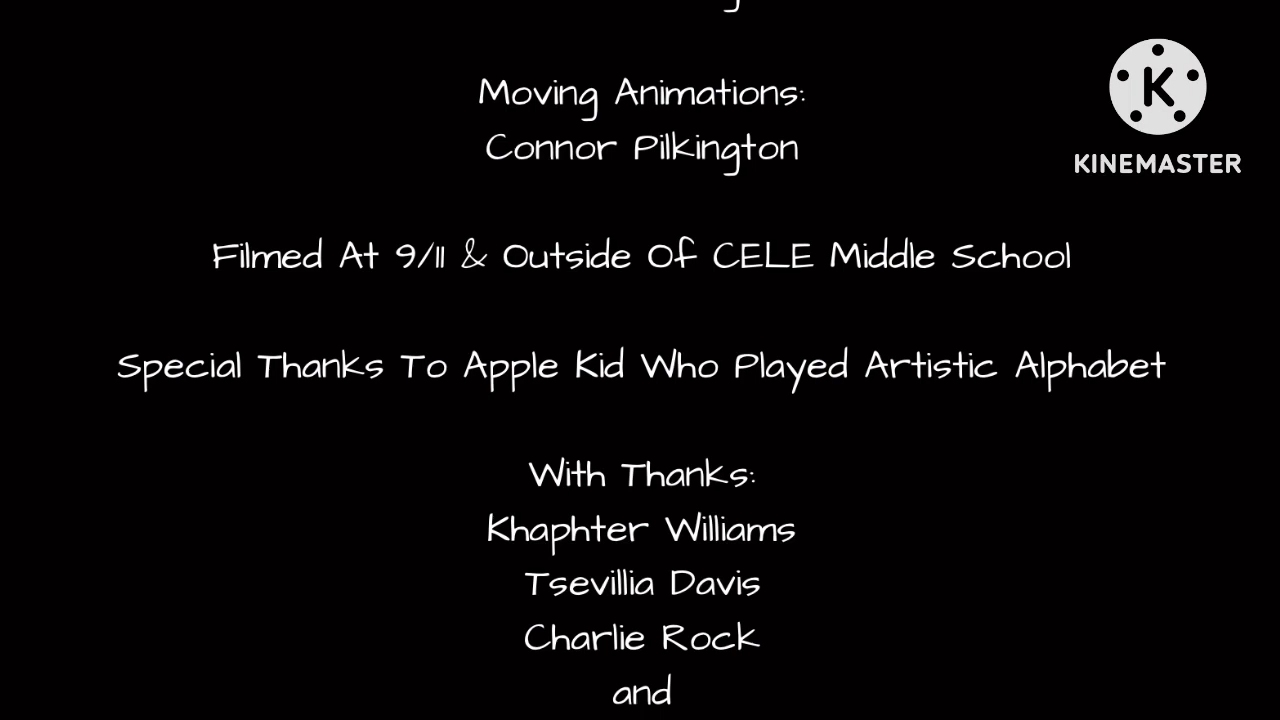 Moving Animations:
Connor Pilkington
Filmed At 9/11 & Outside Of CELE Middle School
Special Thanks To Apple Kid Who Played Artistic Alphabet
With Thanks:
Khaphter Williams
Tsevillia Davis
Charlie Rock
and
K
KINEMASTER